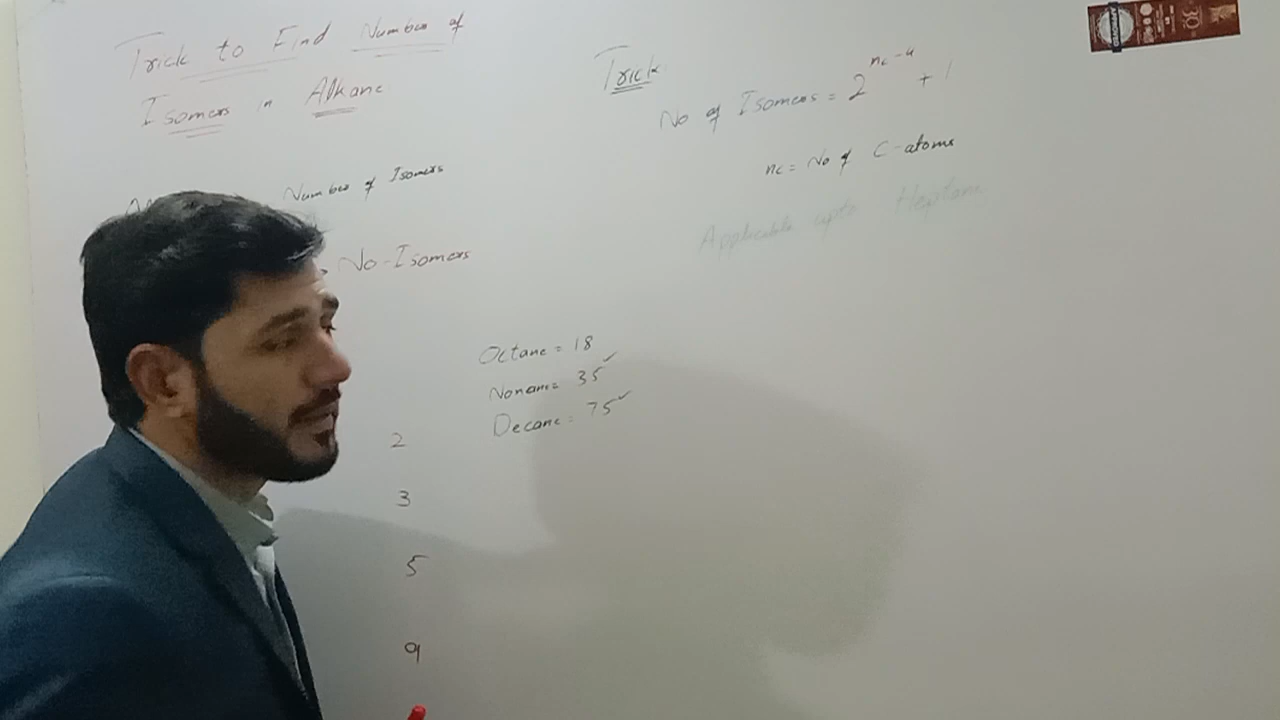 Trick to Find Number of
Isomers in Alkane
Number of Isomers
No-Isomers
2
3
5
9
Octane = 18
Nonane = 35 ✓
Decane = 75 ✓
Trick
No of Isomers = 2^(nc-4) + 1
nc = No of C-atoms
Applicable upto Heptane
30